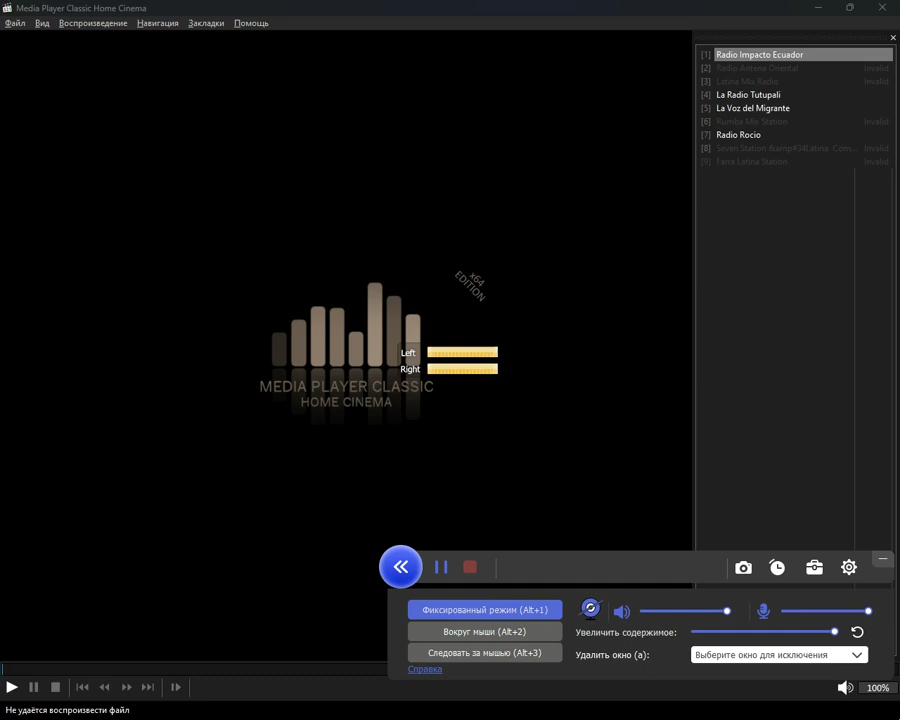 Media Player Classic Home Cinema
Файл Вид Воспроизведение Навигация Закладки Помощь
[1] Radio Impacto Ecuador
[2] Radio Antena Oriental Invalid
[3] Latina Mix Radio Invalid
[4] La Radio Tutupali
[5] La Voz del Migrante
[6] Rumba Mix Station Invalid
[7] Radio Rocio
[8] Seven Station &amp#34Latina Com... Invalid
[9] Farra Latina Station Invalid
x64
EDITION
Left
Right
MEDIA PLAYER CLASSIC
HOME CINEMA
Фиксированный режим (Alt+1)
Вокруг мыши (Alt+2)
Следовать за мышью (Alt+3)
Справка
Увеличить содержимое:
Удалить окно (а): Выберите окно для исключения
100%
Не удаётся воспроизвести файл